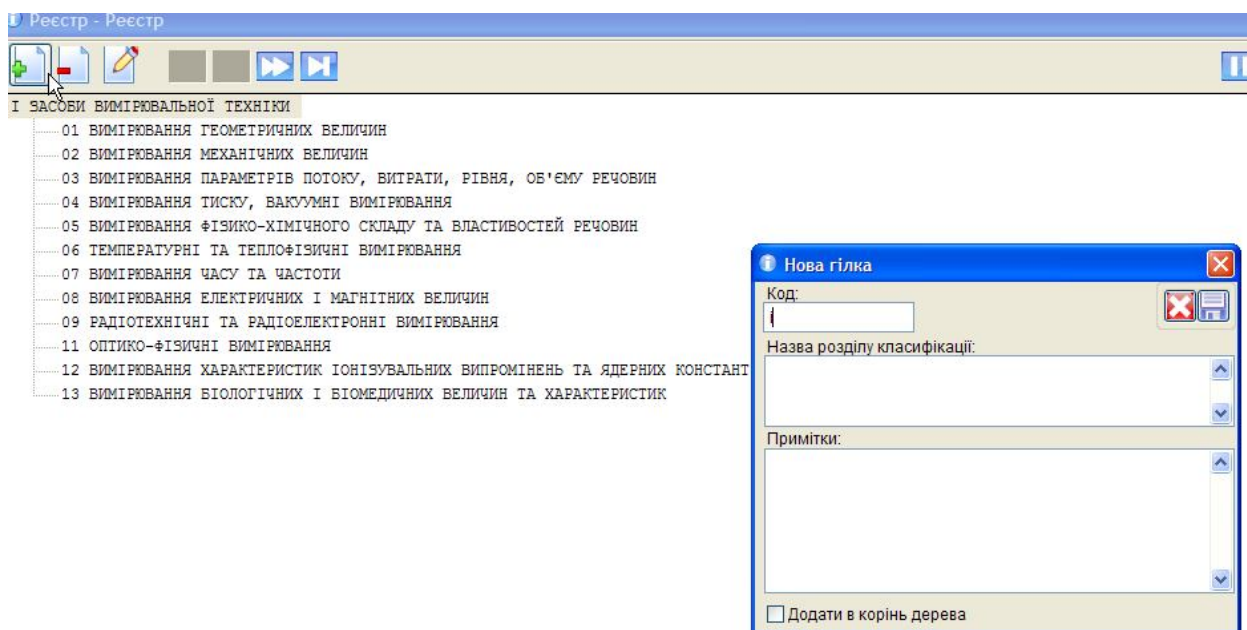 Реєстр - Реєстр
І ЗАСОБИ ВИМІРЮВАЛЬНОЇ ТЕХНІКИ
01 ВИМІРЮВАННЯ ГЕОМЕТРИЧНИХ ВЕЛИЧИН
02 ВИМІРЮВАННЯ МЕХАНІЧНИХ ВЕЛИЧИН
03 ВИМІРЮВАННЯ ПАРАМЕТРІВ ПОТОКУ, ВИТРАТИ, РІВНЯ, ОБ'ЄМУ РЕЧОВИН
04 ВИМІРЮВАННЯ ТИСКУ, ВАКУУМНІ ВИМІРЮВАННЯ
05 ВИМІРЮВАННЯ ФІЗИКО-ХІМІЧНОГО СКЛАДУ ТА ВЛАСТИВОСТЕЙ РЕЧОВИН
06 ТЕМПЕРАТУРНІ ТА ТЕПЛОФІЗИЧНІ ВИМІРЮВАННЯ
07 ВИМІРЮВАННЯ ЧАСУ ТА ЧАСТОТИ
08 ВИМІРЮВАННЯ ЕЛЕКТРИЧНИХ І МАГНІТНИХ ВЕЛИЧИН
09 РАДІОТЕХНІЧНІ ТА РАДІОЕЛЕКТРОННІ ВИМІРЮВАННЯ
11 ОПТИКО-ФІЗИЧНІ ВИМІРЮВАННЯ
12 ВИМІРЮВАННЯ ХАРАКТЕРИСТИК ІОНІЗУВАЛЬНИХ ВИПРОМІНЕНЬ ТА ЯДЕРНИХ КОНСТАНТ
13 ВИМІРЮВАННЯ БІОЛОГІЧНИХ І БІОМЕДИЧНИХ ВЕЛИЧИН ТА ХАРАКТЕРИСТИК
Нова гілка
Код:
Назва розділу класифікації:
Примітки:
Додати в корінь дерева